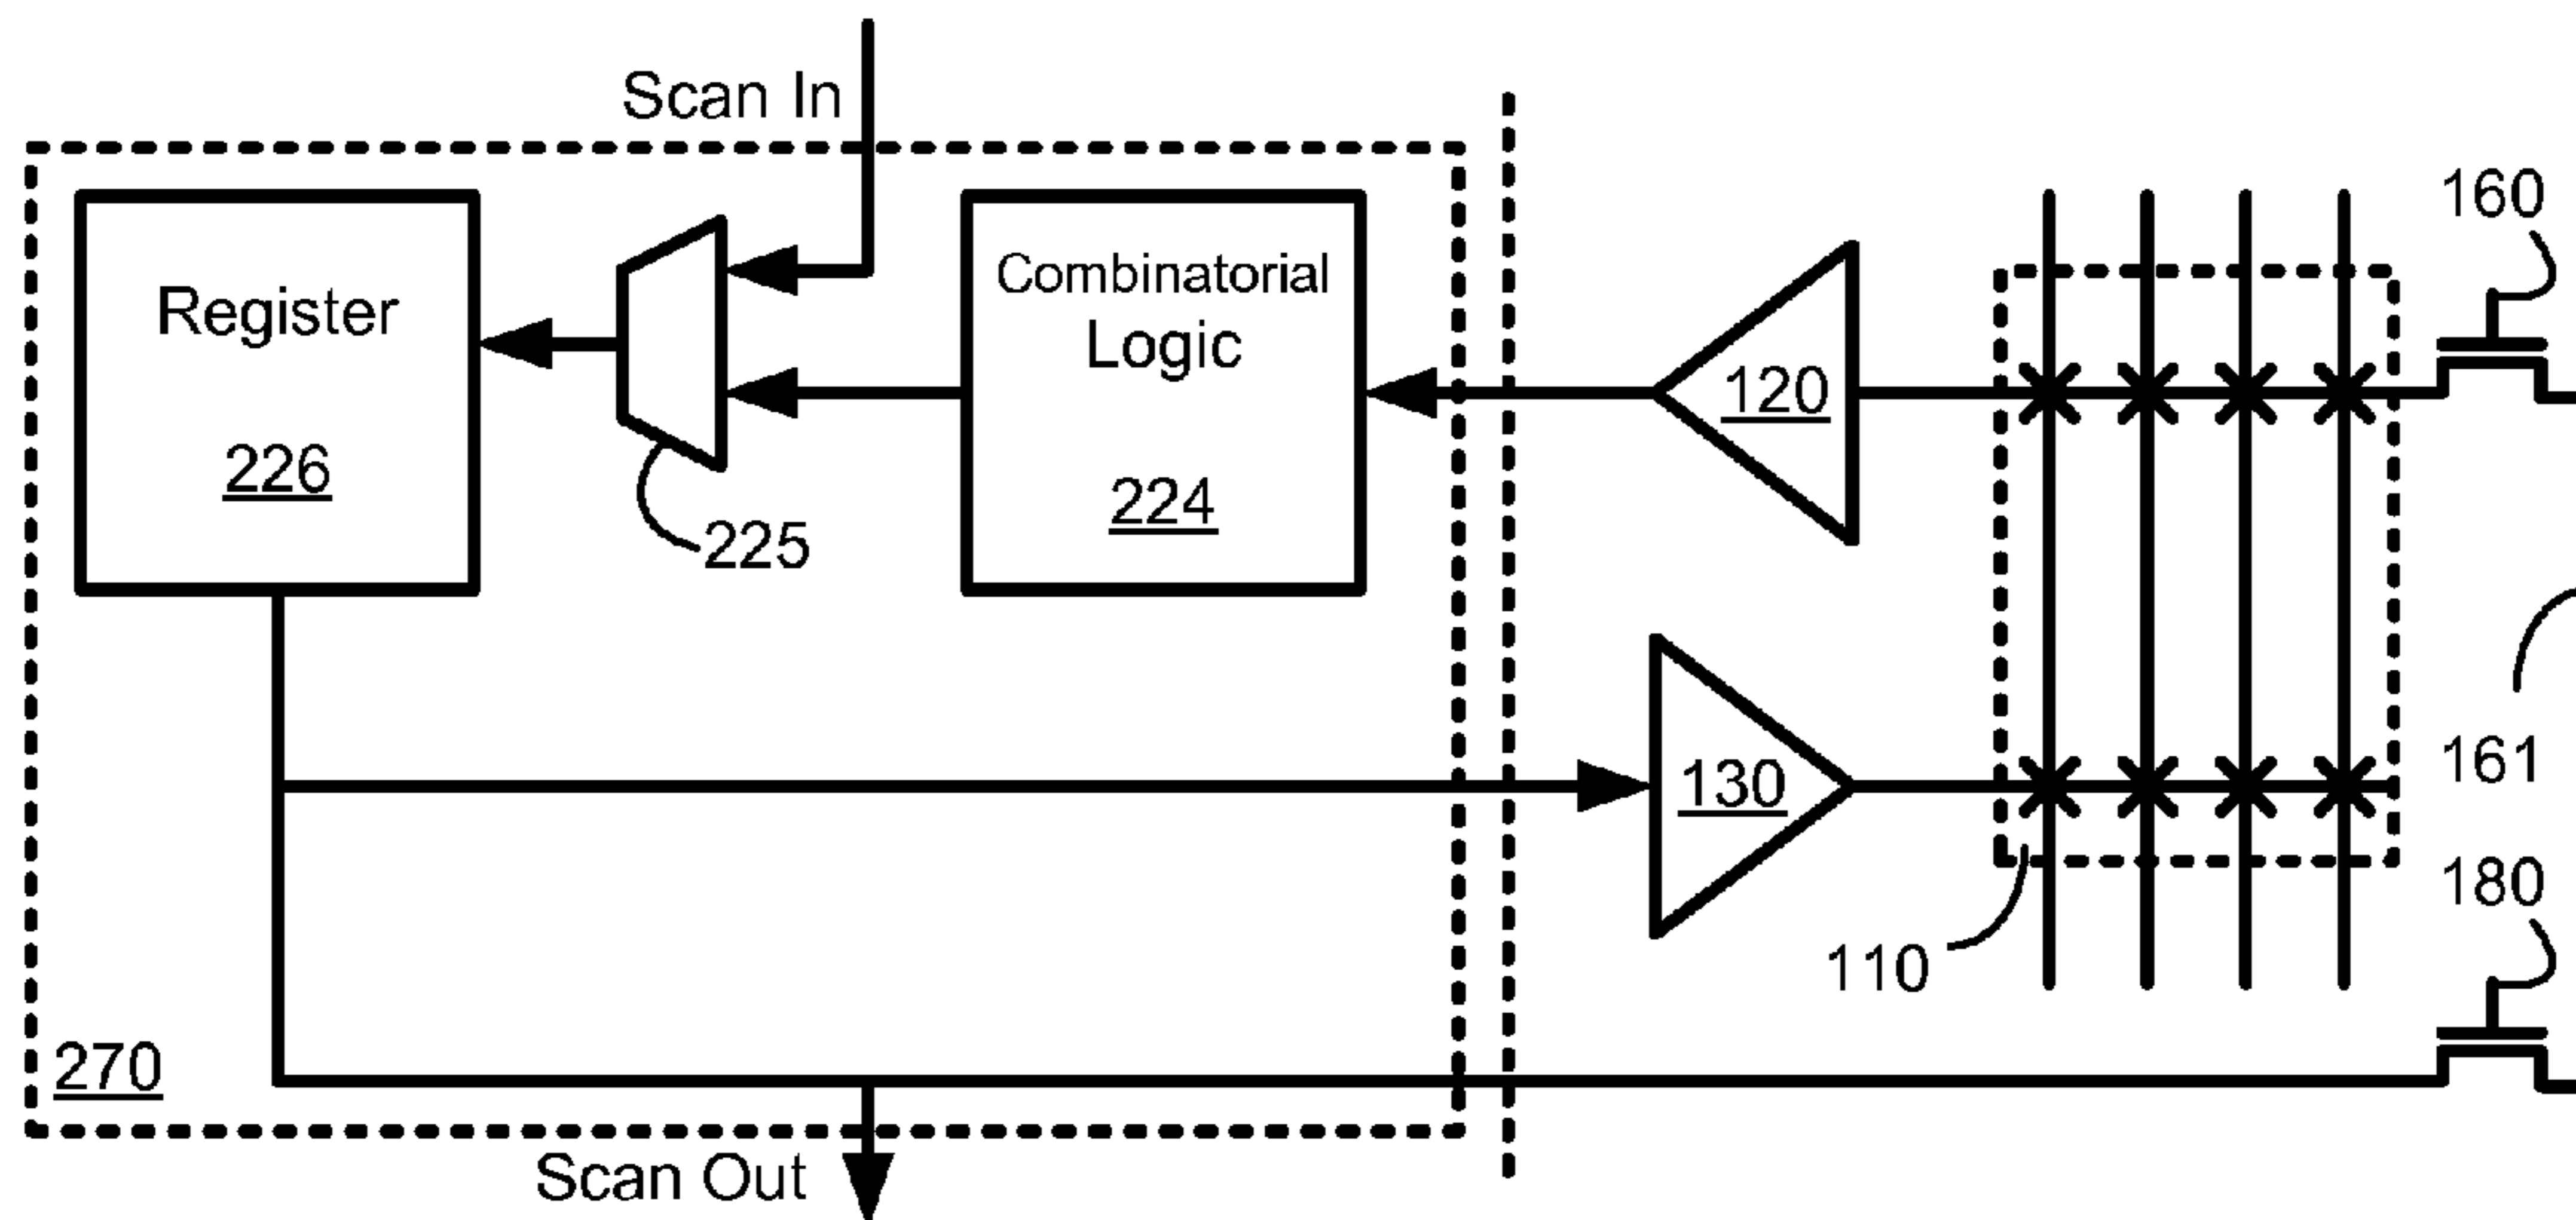 Scan In
Register
226
225
Combinatorial
Logic
224
120
160
130
161
110
180
270
Scan Out